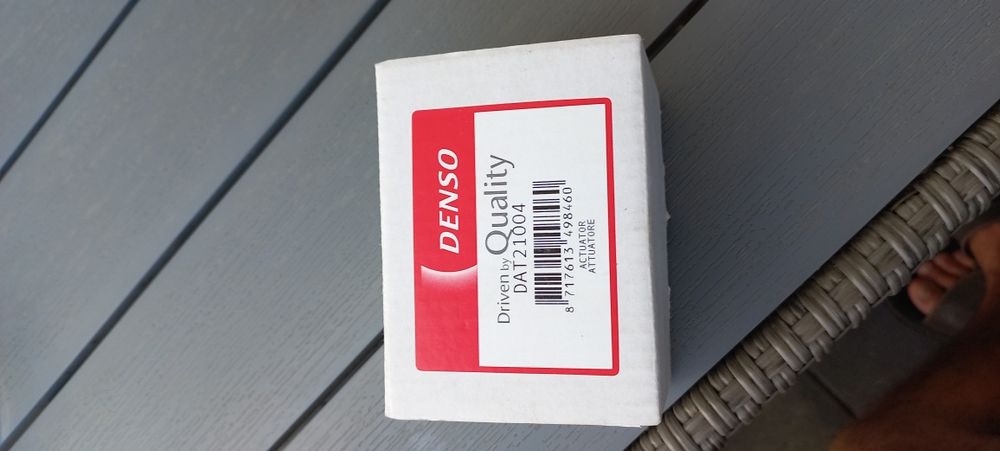 DENSO
Driven by Quality
DAT21004
8 717613 498460
ACTUATOR
ATTUATORE